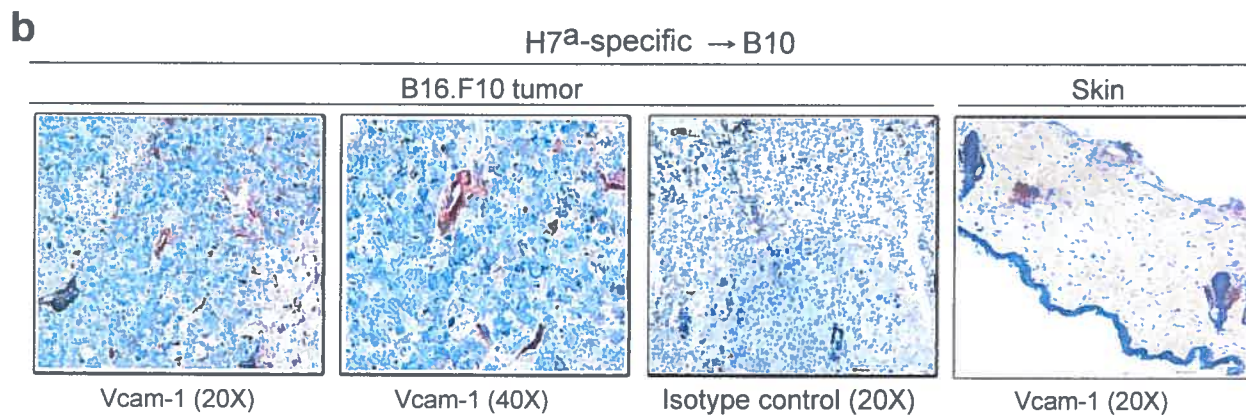 b
H7a-specific → B10
B16.F10 tumor
Skin
Vcam-1 (20X)
Vcam-1 (40X)
Isotype control (20X)
Vcam-1 (20X)